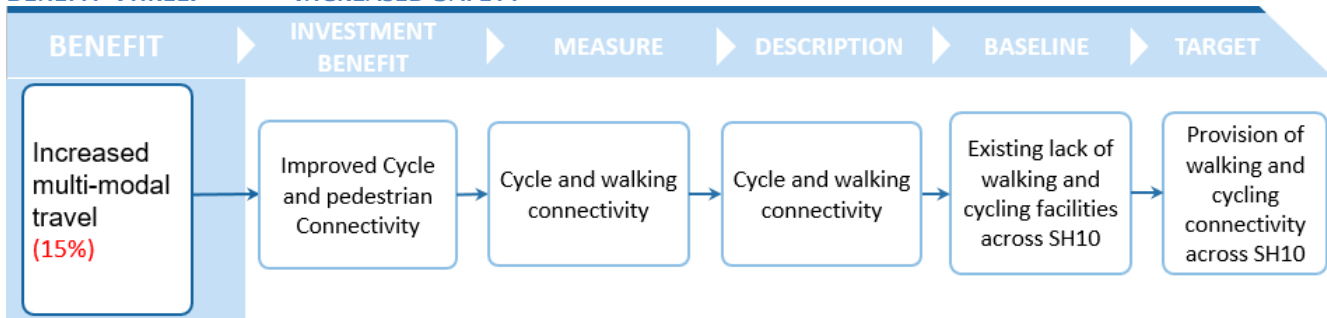 BENEFIT
INVESTMENT
BENEFIT
MEASURE
DESCRIPTION
BASELINE
TARGET
Increased
multi-modal
travel
(15%)
Improved Cycle
and pedestrian
Connectivity
Cycle and walking
connectivity
Cycle and walking
connectivity
Existing lack of
walking and
cycling facilities
across SH10
Provision of
walking and
cycling
connectivity
across SH10